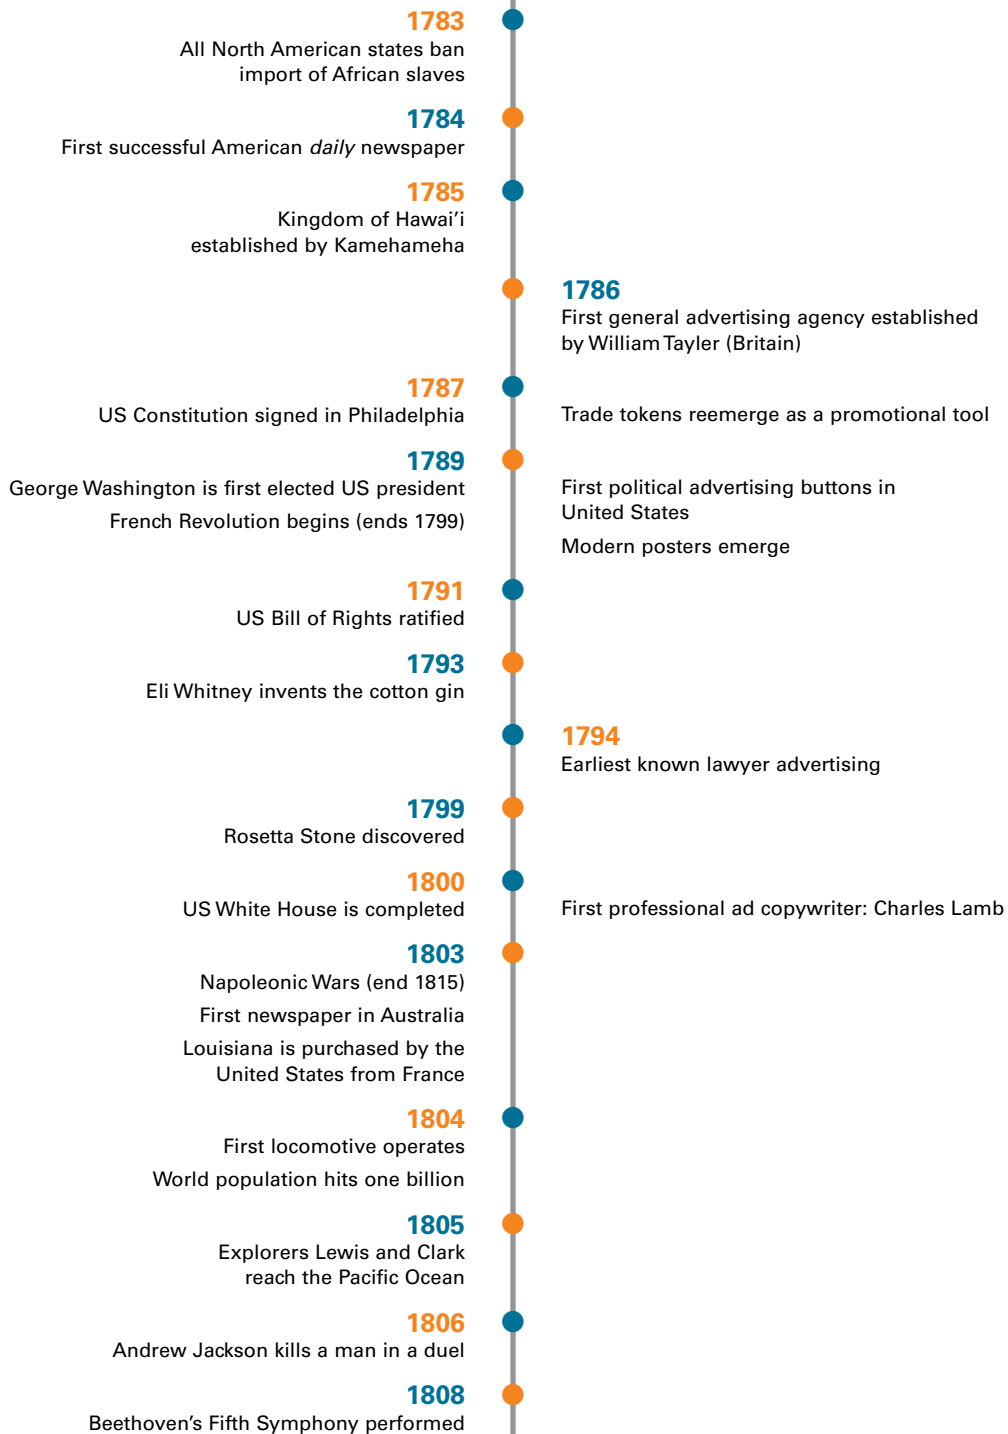 1783
All North American states ban
import of African slaves
1784
First successful American daily newspaper
1785
Kingdom of Hawai’i
established by Kamehameha
1786
First general advertising agency established
by William Tayler (Britain)
1787
US Constitution signed in Philadelphia
Trade tokens reemerge as a promotional tool
1789
George Washington is first elected US president
French Revolution begins (ends 1799)
First political advertising buttons in
United States
Modern posters emerge
1791
US Bill of Rights ratified
1793
Eli Whitney invents the cotton gin
1794
Earliest known lawyer advertising
1799
Rosetta Stone discovered
1800
US White House is completed
First professional ad copywriter: Charles Lamb
1803
Napoleonic Wars (end 1815)
First newspaper in Australia
Louisiana is purchased by the
United States from France
1804
First locomotive operates
World population hits one billion
1805
Explorers Lewis and Clark
reach the Pacific Ocean
1806
Andrew Jackson kills a man in a duel
1808
Beethoven’s Fifth Symphony performed